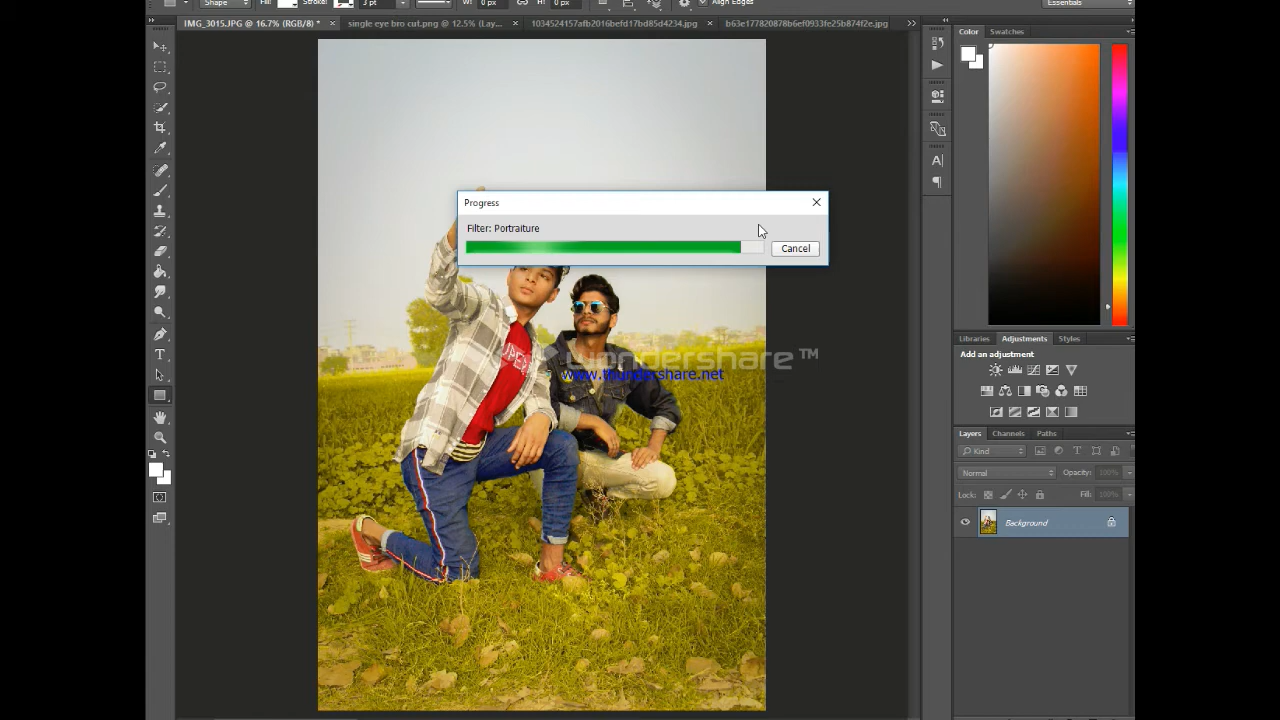 Shape Fill: Stroke: 3 pt W: 0 px H: 0 px Align Edges Essentials
IMG_3015.JPG @ 16.7% (RGB/8) * × single eye bro cut.png @ 12.5% (Lay... × 1034524157afb2016befd17bd85d4234.jpg × b63e177820878b6ef0933fe25b874f2e.jpg
Color Swatches
Progress
Filter: Portraiture
Cancel
Libraries Adjustments Styles
Add an adjustment
SUPER
wondershare™
www.thundershare.net
Layers Channels Paths
Kind
Normal Opacity: 100%
Lock: Fill: 100%
Background